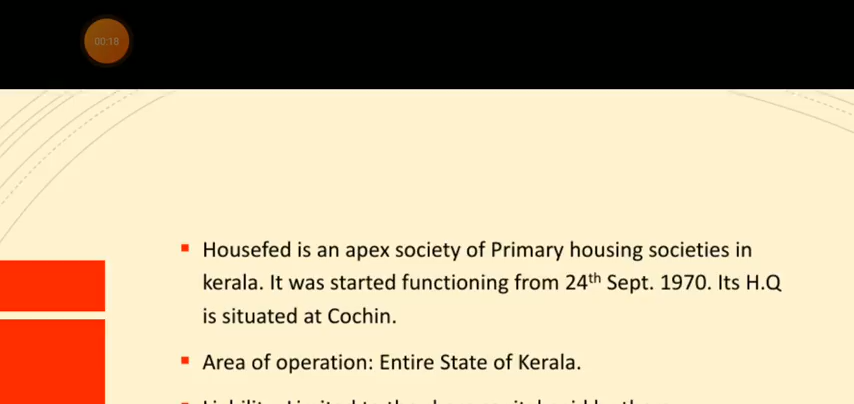 00:18
▪ Housefed is an apex society of Primary housing societies in
kerala. It was started functioning from 24th Sept. 1970. Its H.Q
is situated at Cochin.
▪ Area of operation: Entire State of Kerala.